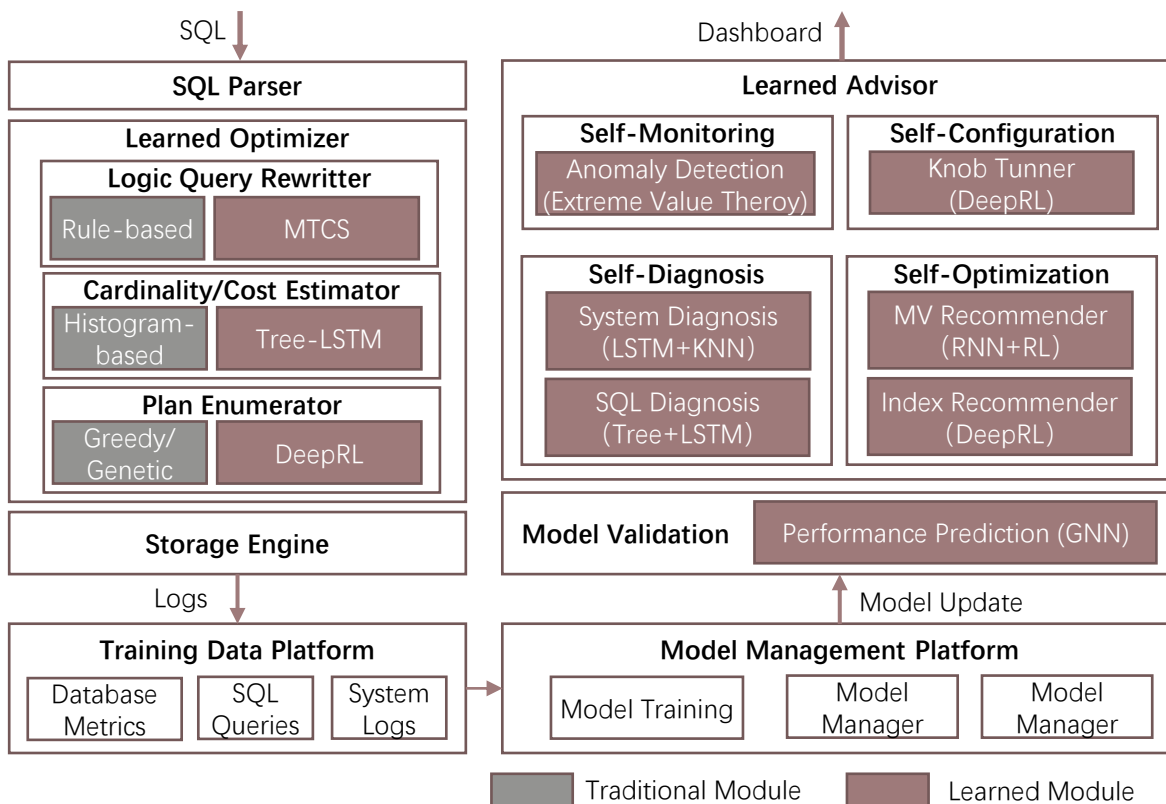 SQL
SQL Parser
Learned Optimizer
Logic Query Rewritter
Rule-based
MTCS
Cardinality/Cost Estimator
Histogram-
based
Tree-LSTM
Plan Enumerator
Greedy/
Genetic
DeepRL
Storage Engine
Logs
Training Data Platform
Database
Metrics
SQL
Queries
System
Logs
Dashboard
Learned Advisor
Self-Monitoring
Anomaly Detection
(Extreme Value Theroy)
Self-Configuration
Knob Tunner
(DeepRL)
Self-Diagnosis
System Diagnosis
(LSTM+KNN)
SQL Diagnosis
(Tree+LSTM)
Self-Optimization
MV Recommender
(RNN+RL)
Index Recommender
(DeepRL)
Model Validation
Performance Prediction (GNN)
Model Update
Model Management Platform
Model Training
Model
Manager
Model
Manager
Traditional Module
Learned Module